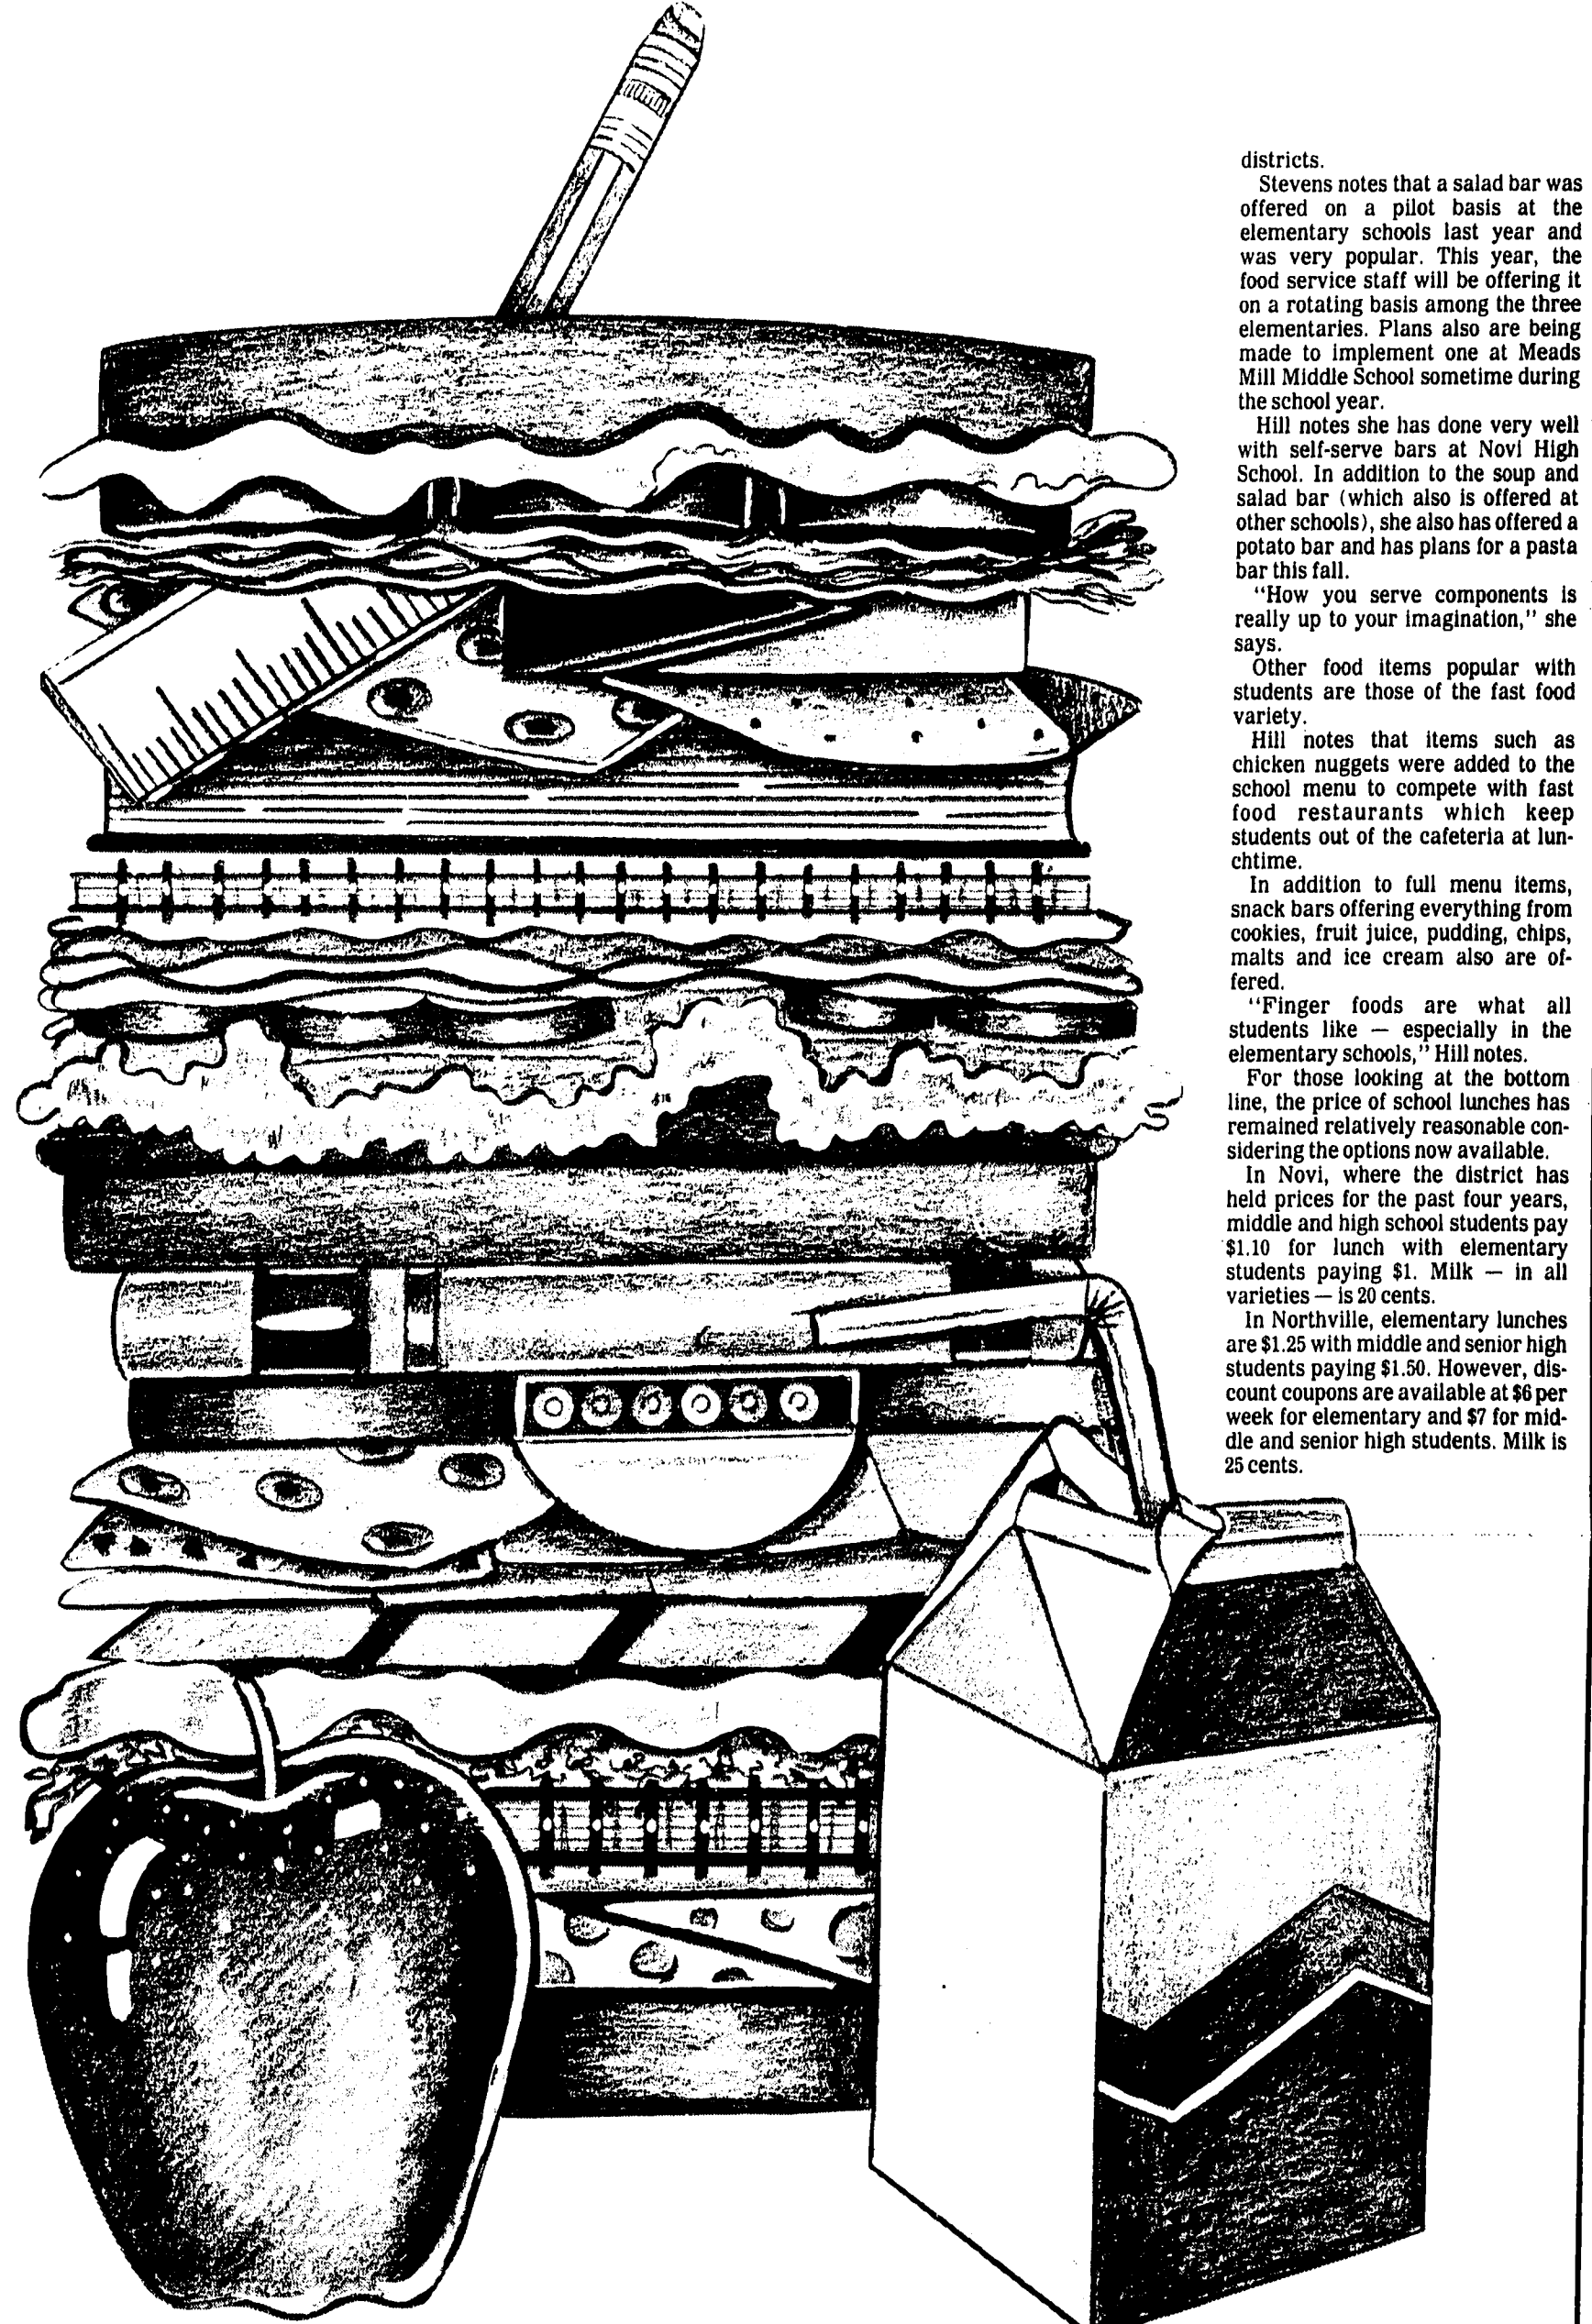 districts.
Stevens notes that a salad bar was
offered on a pilot basis at the
elementary schools last year and
was very popular. This year, the
food service staff will be offering it
on a rotating basis among the three
elementaries. Plans also are being
made to implement one at Meads
Mill Middle School sometime during
the school year.
Hill notes she has done very well
with self-serve bars at Novi High
School. In addition to the soup and
salad bar (which also is offered at
other schools), she also has offered a
potato bar and has plans for a pasta
bar this fall.
"How you serve components is
really up to your imagination," she
says.
Other food items popular with
students are those of the fast food
variety.
Hill notes that items such as
chicken nuggets were added to the
school menu to compete with fast
food restaurants which keep
students out of the cafeteria at lun-
chtime.
In addition to full menu items,
snack bars offering everything from
cookies, fruit juice, pudding, chips,
malts and ice cream also are of-
fered.
"Finger foods are what all
students like — especially in the
elementary schools," Hill notes.
For those looking at the bottom
line, the price of school lunches has
remained relatively reasonable con-
sidering the options now available.
In Novi, where the district has
held prices for the past four years,
middle and high school students pay
$1.10 for lunch with elementary
students paying $1. Milk — in all
varieties — is 20 cents.
In Northville, elementary lunches
are $1.25 with middle and senior high
students paying $1.50. However, dis-
count coupons are available at $6 per
week for elementary and $7 for mid-
dle and senior high students. Milk is
25 cents.